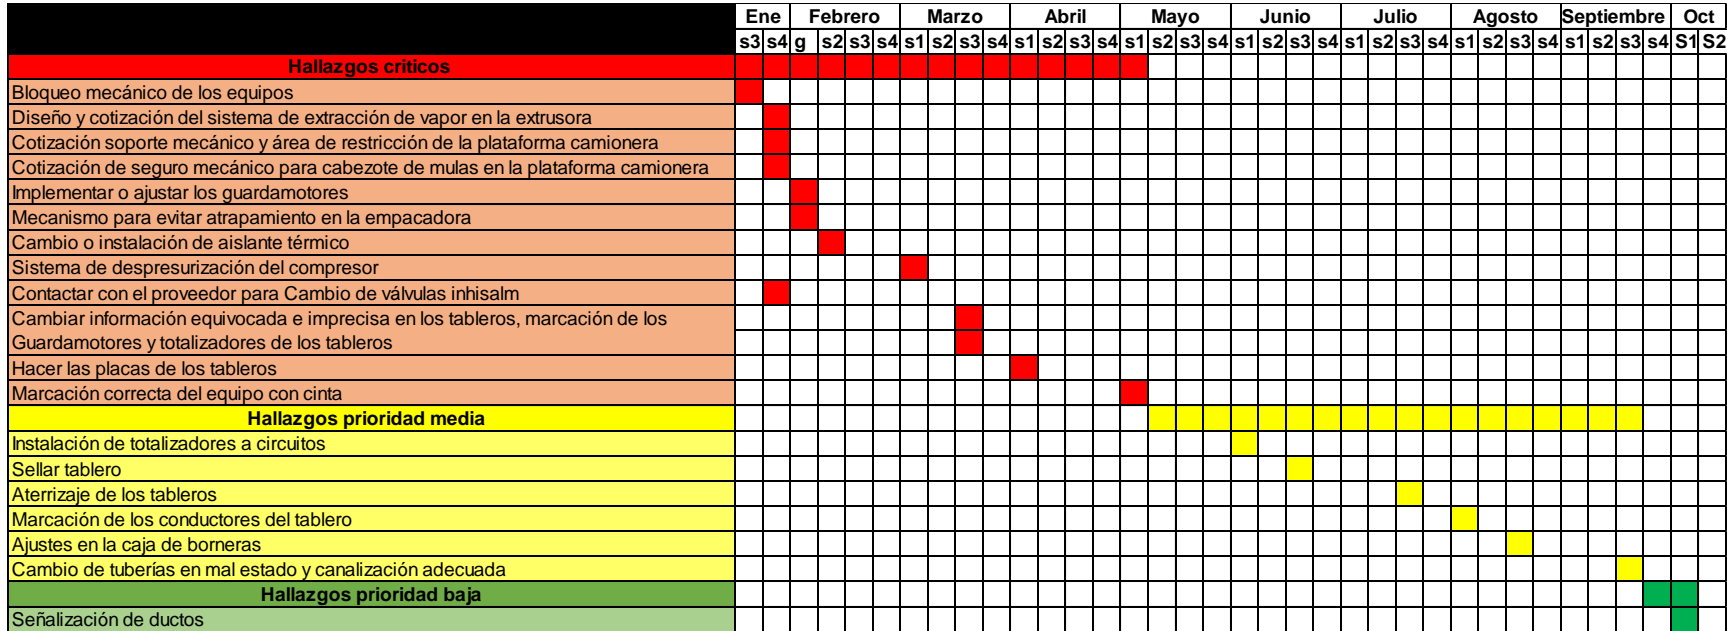 Ene Febrero Marzo Abril Mayo Junio Julio Agosto Septiembre Oct
s3 s4 g s2 s3 s4 s1 s2 s3 s4 s1 s2 s3 s4 s1 s2 s3 s4 s1 s2 s3 s4 s1 s2 s3 s4 s1 s2 s3 s4 s1 s2 s3 s4 S1 S2
Hallazgos criticos
Bloqueo mecánico de los equipos
Diseño y cotización del sistema de extracción de vapor en la extrusora
Cotización soporte mecánico y área de restricción de la plataforma camionera
Cotización de seguro mecánico para cabezote de mulas en la plataforma camionera
Implementar o ajustar los guardamotores
Mecanismo para evitar atrapamiento en la empacadora
Cambio o instalación de aislante térmico
Sistema de despresurización del compresor
Contactar con el proveedor para Cambio de válvulas inhisalm
Cambiar información equivocada e imprecisa en los tableros, marcación de los
Guardamotores y totalizadores de los tableros
Hacer las placas de los tableros
Marcación correcta del equipo con cinta
Hallazgos prioridad media
Instalación de totalizadores a circuitos
Sellar tablero
Aterrizaje de los tableros
Marcación de los conductores del tablero
Ajustes en la caja de borneras
Cambio de tuberías en mal estado y canalización adecuada
Hallazgos prioridad baja
Señalización de ductos